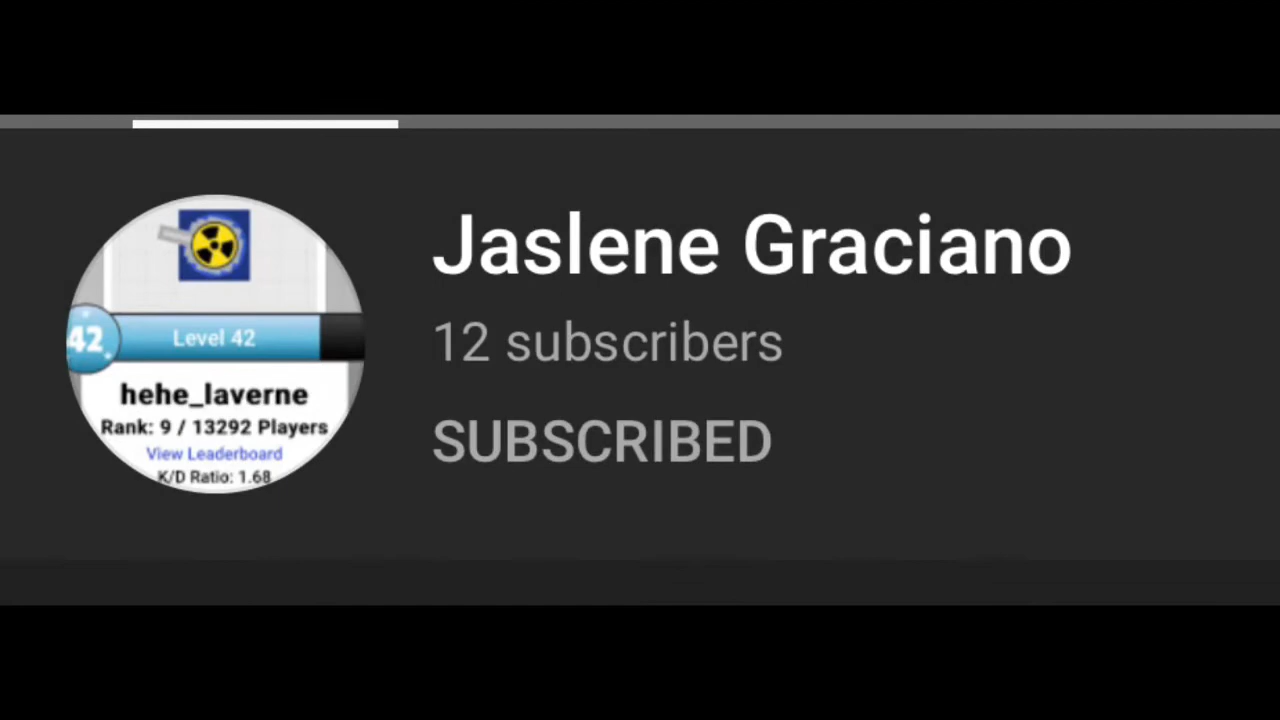 Jaslene Graciano
12 subscribers
SUBSCRIBED
42
Level 42
hehe_laverne
Rank: 9 / 13292 Players
View Leaderboard
K/D Ratio: 1.68